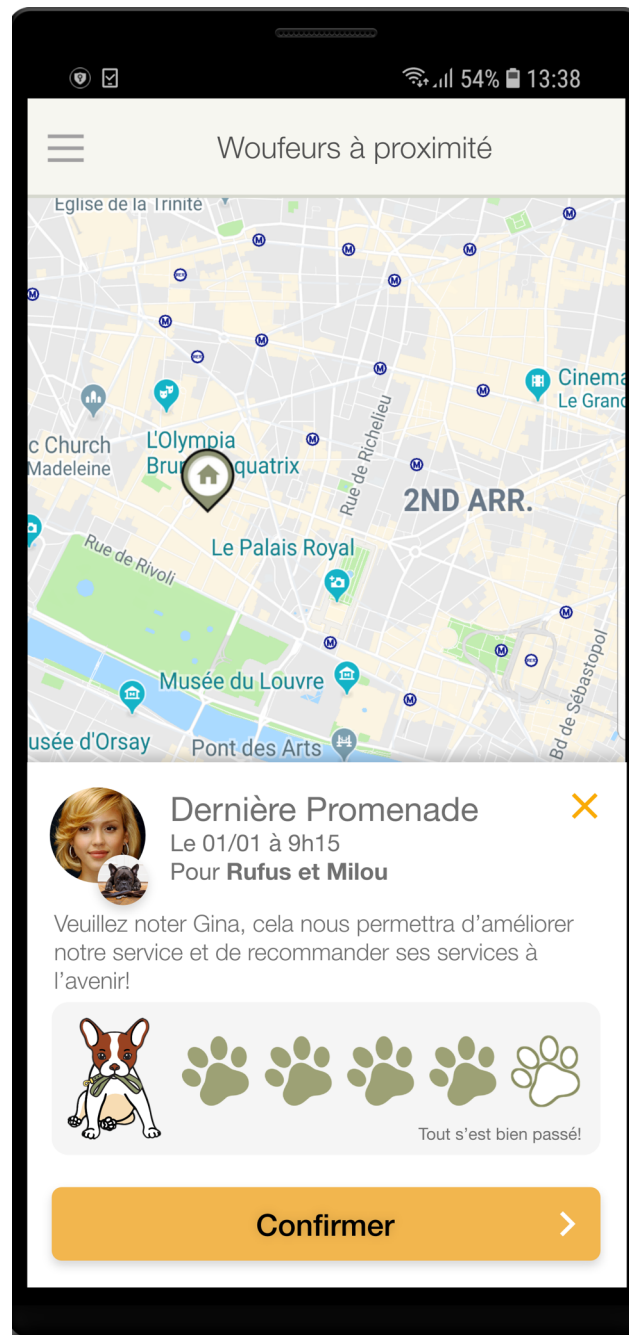 54% 13:38
Woufeurs à proximité
Eglise de la Trinité
Cinema
Le Grand
c Church
Madeleine
L'Olympia
Bru quatrix
Rue de Richelieu
2ND ARR.
Rue de Rivoli
Le Palais Royal
Musée du Louvre
Bd de Sébastopol
usée d'Orsay
Pont des Arts
Dernière Promenade
Le 01/01 à 9h15
Pour Rufus et Milou
Veuillez noter Gina, cela nous permettra d'améliorer
notre service et de recommander ses services à
l'avenir!
Tout s'est bien passé!
Confirmer